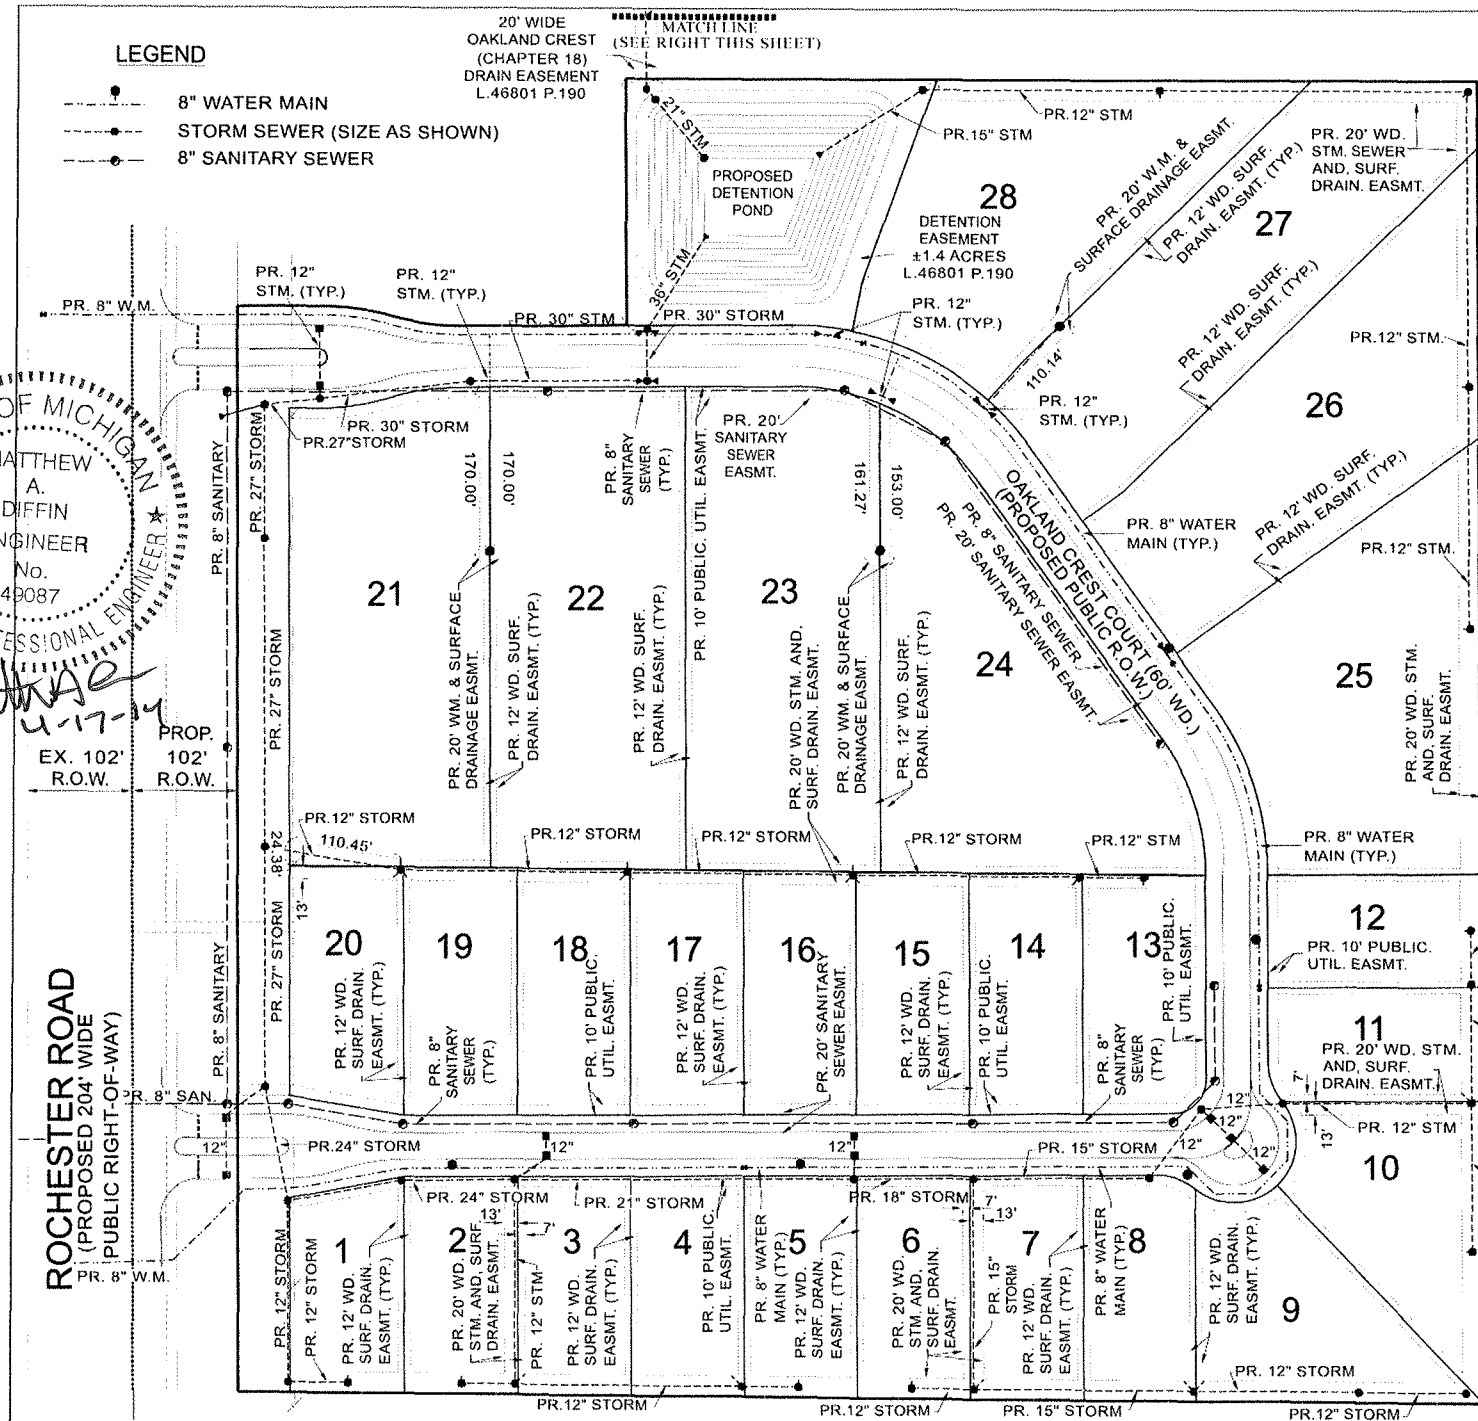 LEGEND
8" WATER MAIN
STORM SEWER (SIZE AS SHOWN)
8" SANITARY SEWER
20' WIDE
OAKLAND CREST
(CHAPTER 18)
DRAIN EASEMENT
L.46801 P.190
MATCH LINE
(SEE RIGHT THIS SHEET)
21" STM
PROPOSED
DETENTION
POND
36" STM
PR.15" STM
PR.12" STM
28
DETENTION
EASEMENT
±1.4 ACRES
L.46801 P.190
PR. 20' W.M. &
SURFACE DRAINAGE EASMT.
PR. 12' WD. SURF.
DRAIN. EASMT. (TYP.)
27
PR. 20' WD.
STM. SEWER
AND, SURF.
DRAIN. EASMT.
PR. 12' WD. SURF.
DRAIN. EASMT. (TYP.)
PR.12" STM.
26
110.14'
PR. 12"
STM. (TYP.)
PR. 12"
STM. (TYP.)
PR. 12"
STM. (TYP.)
PR. 12"
STM. (TYP.)
PR. 8" W.M.
PR. 30" STM
PR. 30" STORM
PR. 30" STORM
PR.27"STORM
PR. 8"
SANITARY
SEWER
(TYP.)
PR. 20'
SANITARY
SEWER
EASMT.
OAKLAND CREST COURT (60' WD.)
(PROPOSED PUBLIC R.O.W.)
PR. 8" SANITARY SEWER
PR. 20' SANITARY SEWER EASMT.
PR. 8" WATER
MAIN (TYP.)
PR. 12' WD. SURF.
DRAIN. EASMT. (TYP.)
PR.12" STM.
OF MICHIGAN
MATTHEW
A.
DIFFIN
ENGINEER
No.
49087
PROFESSIONAL ENGINEER
4-17-14
EX. 102'
R.O.W.
PROP.
102'
R.O.W.
PR. 8" SANITARY
PR. 27" STORM
PR. 27" STORM
21
170.00'
170.00'
PR. 20' WM. & SURFACE
DRAINAGE EASMT.
PR. 12' WD. SURF.
DRAIN. EASMT. (TYP.)
22
PR. 12' WD. SURF.
DRAIN. EASMT. (TYP.)
PR. 10' PUBLIC. UTIL. EASMT.
23
161.27'
153.00'
PR. 20' WD. STM. AND,
SURF. DRAIN. EASMT.
PR. 20' WM. & SURFACE
DRAINAGE EASMT.
PR. 12' WD. SURF.
DRAIN. EASMT. (TYP.)
24
25
PR. 20' WD. STM.
AND, SURF.
DRAIN. EASMT.
PR.12" STORM
110.45'
24.38'
13'
PR.12" STORM
PR.12" STORM
PR.12" STORM
PR.12" STM
PR. 8" WATER
MAIN (TYP.)
PR. 8" SANITARY
PR. 27" STORM
20
PR. 12' WD.
SURF. DRAIN.
EASMT. (TYP.)
19
PR. 8"
SANITARY
SEWER
(TYP.)
18
PR. 10' PUBLIC.
UTIL. EASMT.
17
PR. 12' WD.
SURF. DRAIN.
EASMT. (TYP.)
16
PR. 20' SANITARY
SEWER EASMT.
15
PR. 12' WD.
SURF. DRAIN.
EASMT. (TYP.)
14
PR. 10' PUBLIC.
UTIL. EASMT.
13
PR. 8"
SANITARY
SEWER
(TYP.)
PR. 10' PUBLIC.
UTIL. EASMT.
12
PR. 10' PUBLIC.
UTIL. EASMT.
11
PR. 20' WD. STM.
AND, SURF.
DRAIN. EASMT.
7'
13'
PR. 12" STM
10
ROCHESTER ROAD
(PROPOSED 204' WIDE
PUBLIC RIGHT-OF-WAY)
PR. 8" SAN.
12"
PR.24" STORM
12"
12"
PR. 15" STORM
12"
12"
12"
12"
PR. 8" W.M.
PR. 24" STORM
PR. 21" STORM
PR. 18" STORM
PR. 12" STORM
PR. 12" STORM
1
PR. 12' WD.
SURF. DRAIN.
EASMT. (TYP.)
2
13'
7'
PR. 20' WD.
STM. AND, SURF.
DRAIN. EASMT.
PR. 12" STM
3
PR. 12' WD.
SURF. DRAIN.
EASMT. (TYP.)
4
PR. 10' PUBLIC.
UTIL. EASMT.
PR. 8" WATER
MAIN (TYP.)
5
PR. 12' WD.
SURF. DRAIN.
EASMT. (TYP.)
6
PR. 20' WD.
STM. AND,
SURF. DRAIN.
EASMT.
7'
13'
PR. 15"
STORM
7
PR. 12' WD.
SURF. DRAIN.
EASMT. (TYP.)
8
PR. 8" WATER
MAIN (TYP.)
PR. 12' WD.
SURF. DRAIN.
EASMT. (TYP.)
9
PR. 12" STORM
PR.12" STORM
PR.12" STORM
PR. 15" STORM
PR.12" STORM